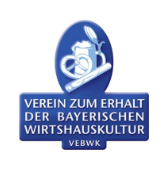 VEREIN ZUM ERHALT
DER BAYERISCHEN
WIRTSHAUSKULTUR
VEBWK